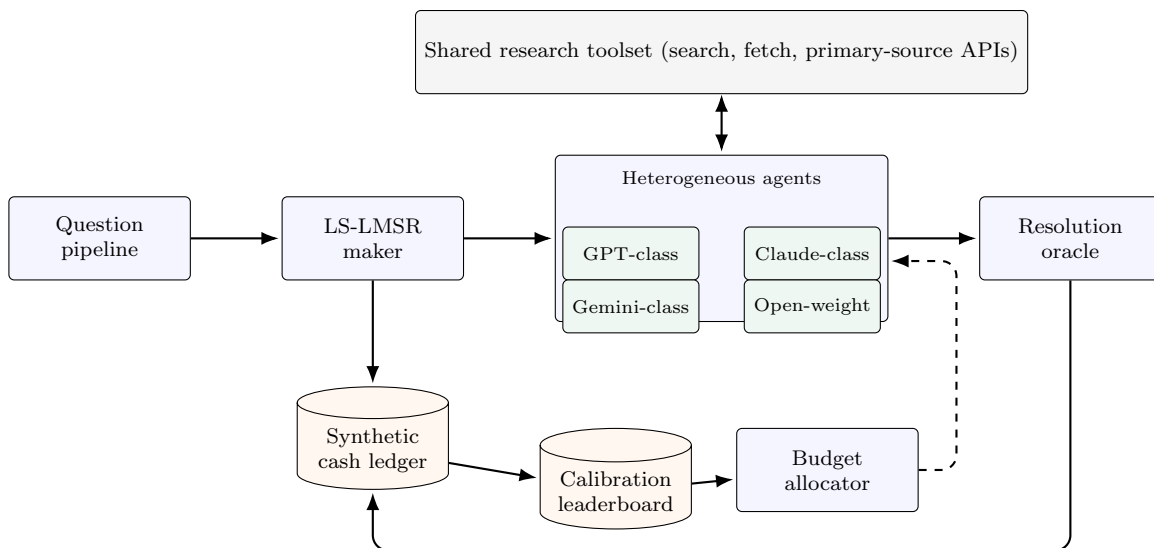 Shared research toolset (search, fetch, primary-source APIs)
Heterogeneous agents
Question
pipeline
LS-LMSR
maker
GPT-class
Claude-class
Gemini-class
Open-weight
Resolution
oracle
Synthetic
cash ledger
Calibration
leaderboard
Budget
allocator